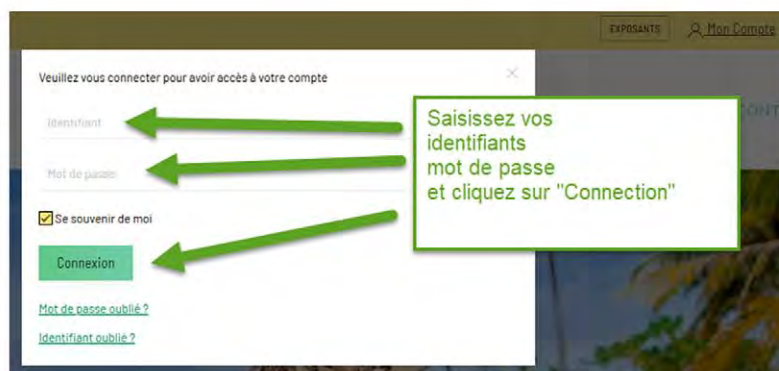 EXPOSANTS Mon Compte
Veuillez vous connecter pour avoir accès à votre compte
Identifiant
Mot de passe
Se souvenir de moi
Connexion
Mot de passe oublié ?
Identifiant oublié ?
Saisissez vos
identifiants
mot de passe
et cliquez sur "Connection"
CONT